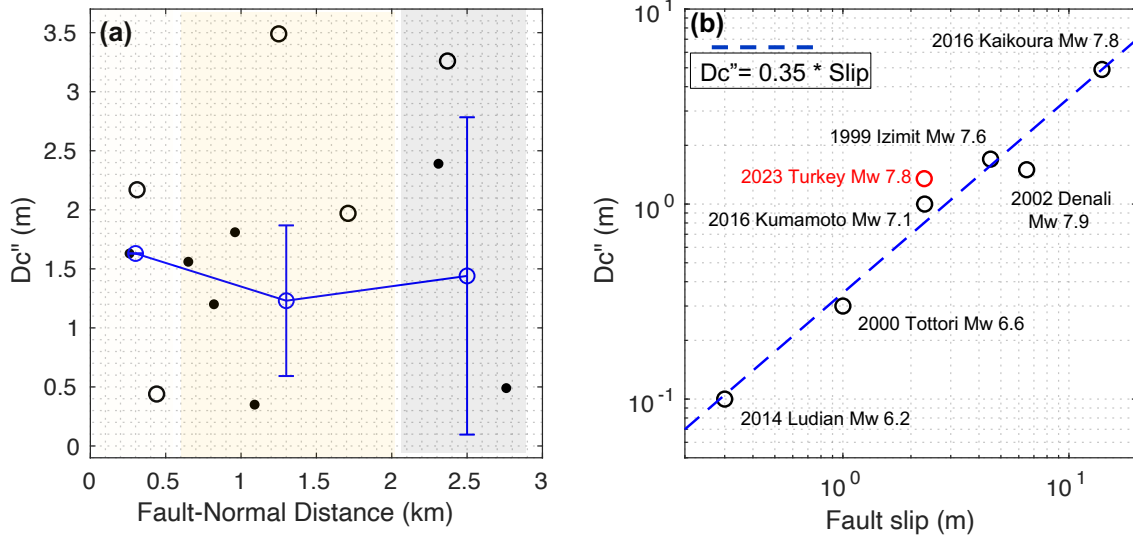 (a)
3.5
3
2.5
2
1.5
1
0.5
0
Dc''  (m)
0
0.5
1
1.5
2
2.5
3
Fault-Normal Distance (km)
(b)
10^1
10^0
10^-1
Dc'' (m)
Dc”= 0.35 * Slip
2016 Kaikoura Mw 7.8
1999 Izimit Mw 7.6
2023 Turkey Mw 7.8
2016 Kumamoto Mw 7.1
2002 Denali
Mw 7.9
2000 Tottori Mw 6.6
2014 Ludian Mw 6.2
10^0
10^1
Fault slip (m)